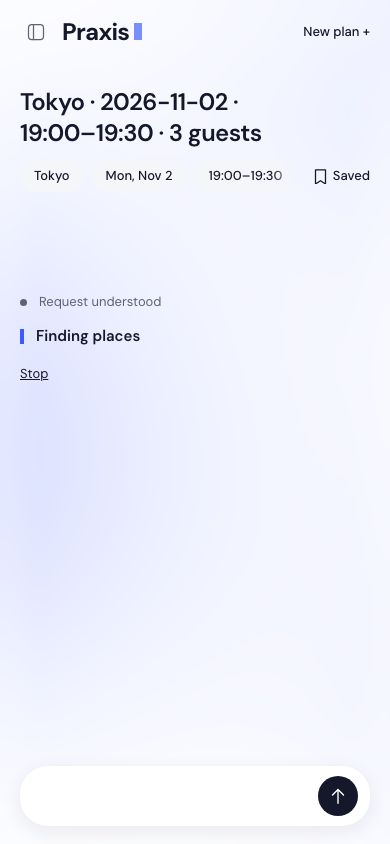 Praxis
New plan +
Tokyo · 2026-11-02 ·
19:00–19:30 · 3 guests
Tokyo
Mon, Nov 2
19:00–19:30
Saved
Request understood
Finding places
Stop